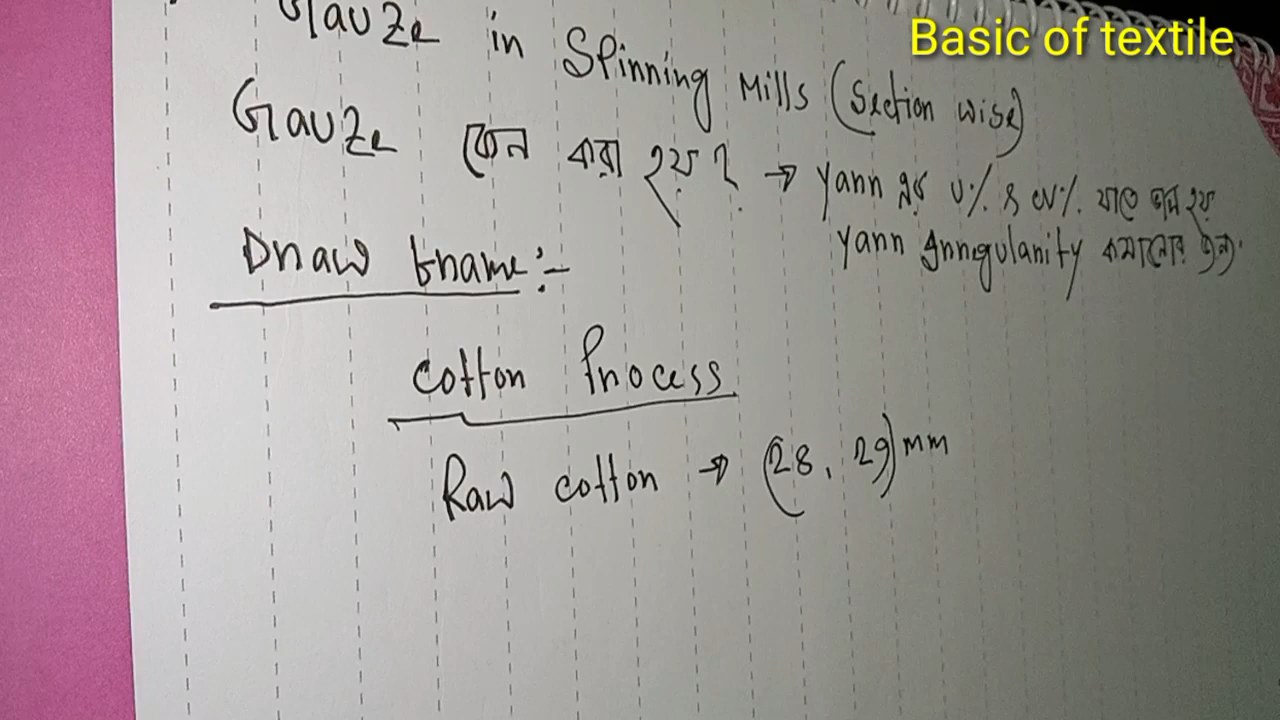 Basic of textile
Gauze in Spinning Mills (Section wise)
Gauze কেন করা হয় ? → Yarn এর U% & CV% যাতে কম হয়
Yarn Irregularity কমানোর জন্য।
Draw frame:-
Cotton Process
Raw cotton → (28, 29) mm